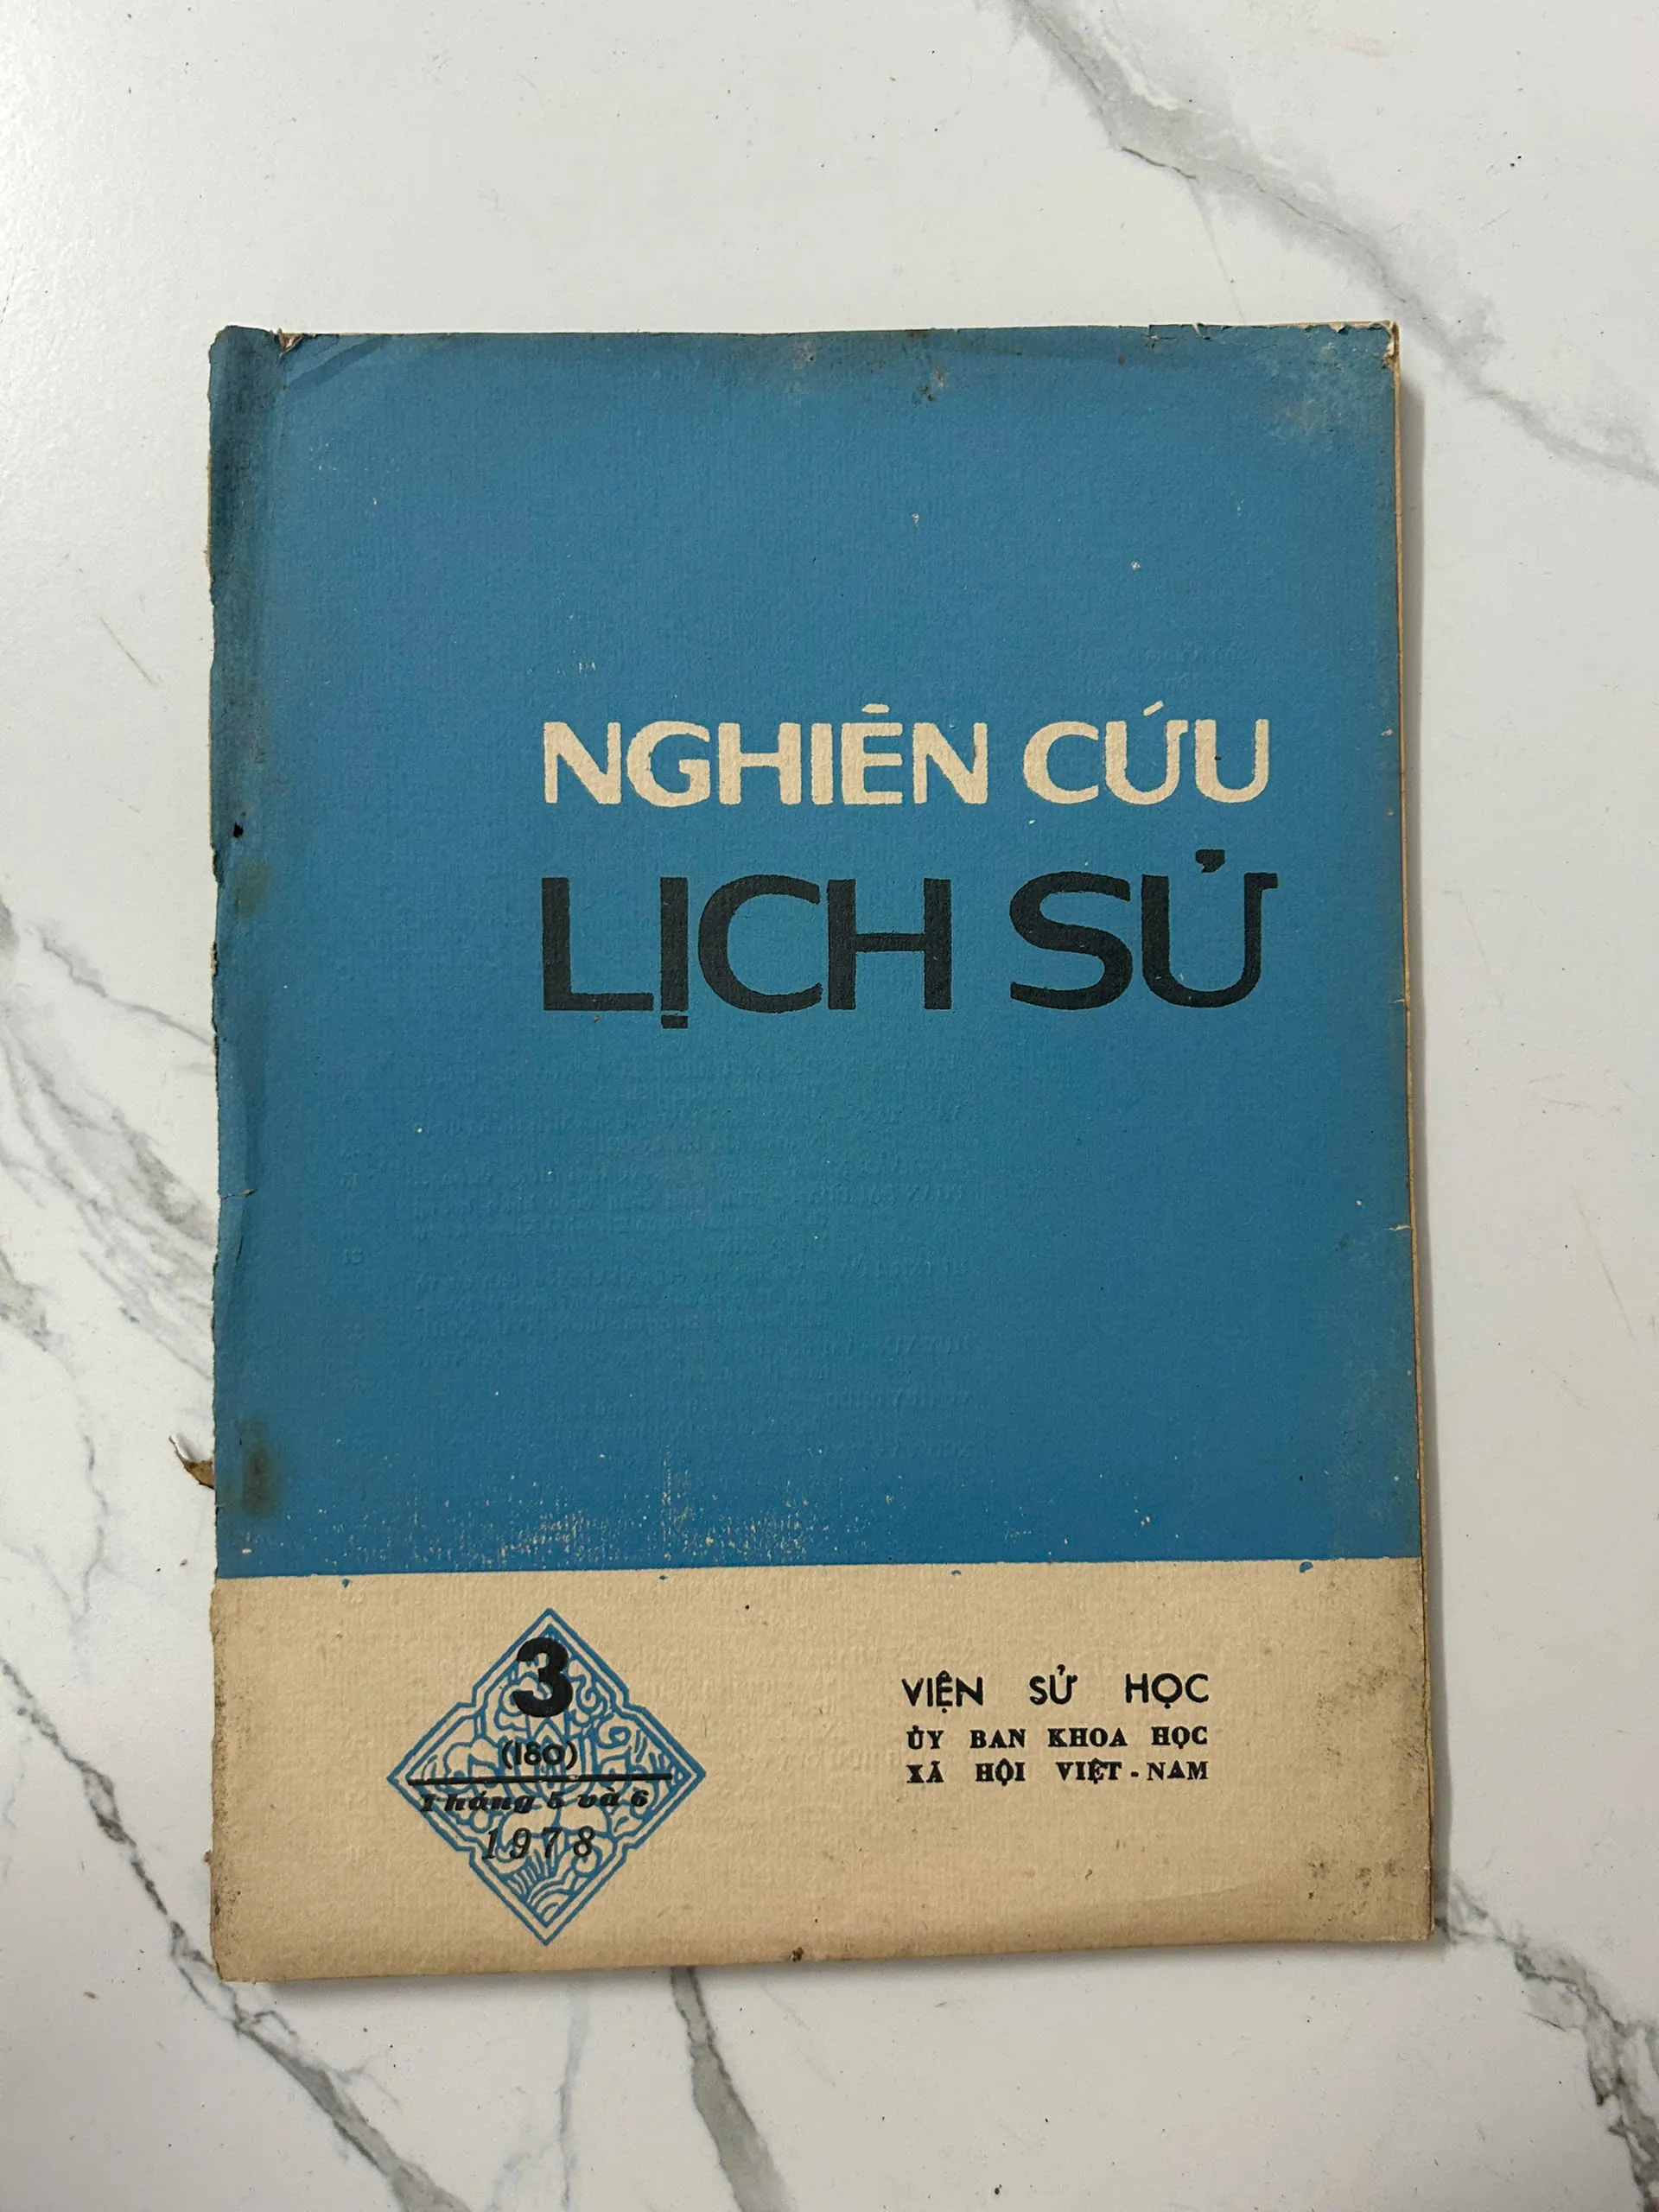 NGHIÊN CỨU
LỊCH SỬ
3
(180)
Tháng 5 và 6
1978
VIỆN SỬ HỌC
ỦY BAN KHOA HỌC
XÃ HỘI VIỆT - NAM